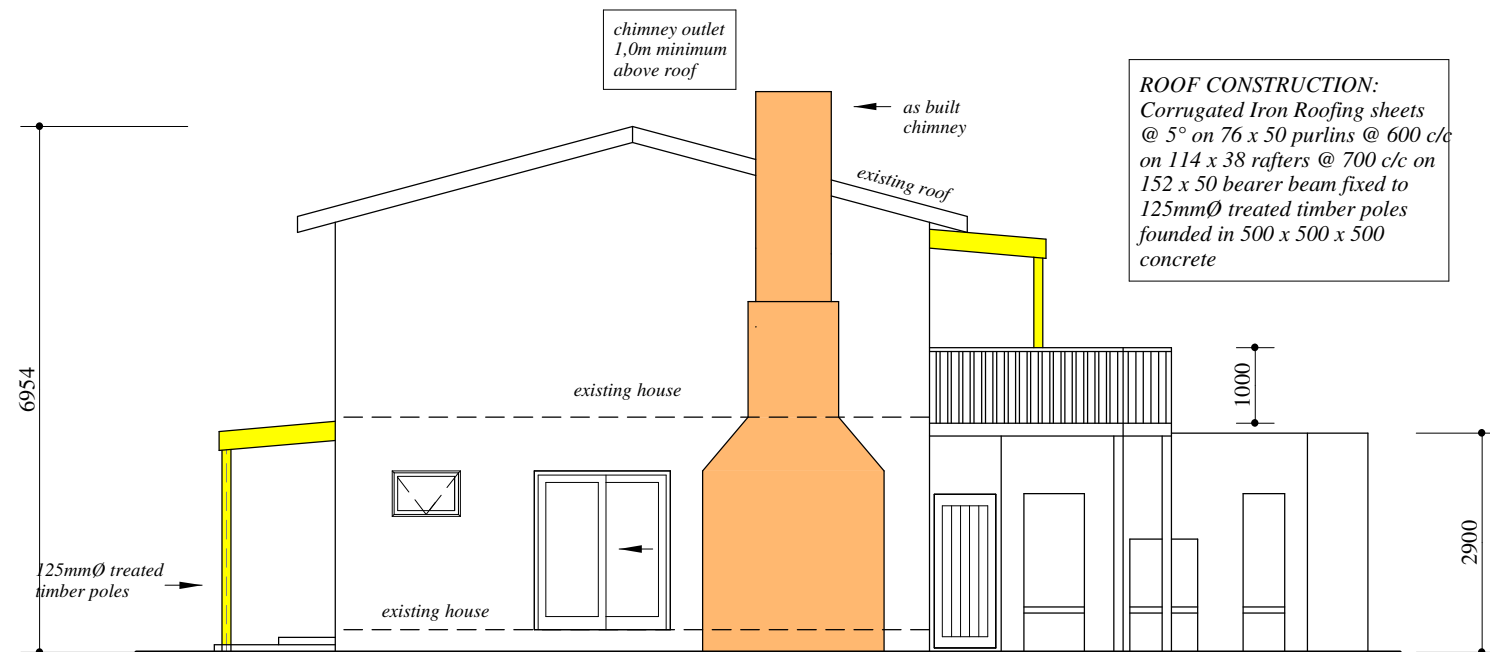 chimney outlet
1,0m minimum
above roof
as built
chimney
ROOF CONSTRUCTION:
Corrugated Iron Roofing sheets
@ 5° on 76 x 50 purlins @ 600 c/c
on 114 x 38 rafters @ 700 c/c on
152 x 50 bearer beam fixed to
125mmØ treated timber poles
founded in 500 x 500 x 500
concrete
existing roof
6954
existing house
1000
2900
125mmØ treated
timber poles
existing house